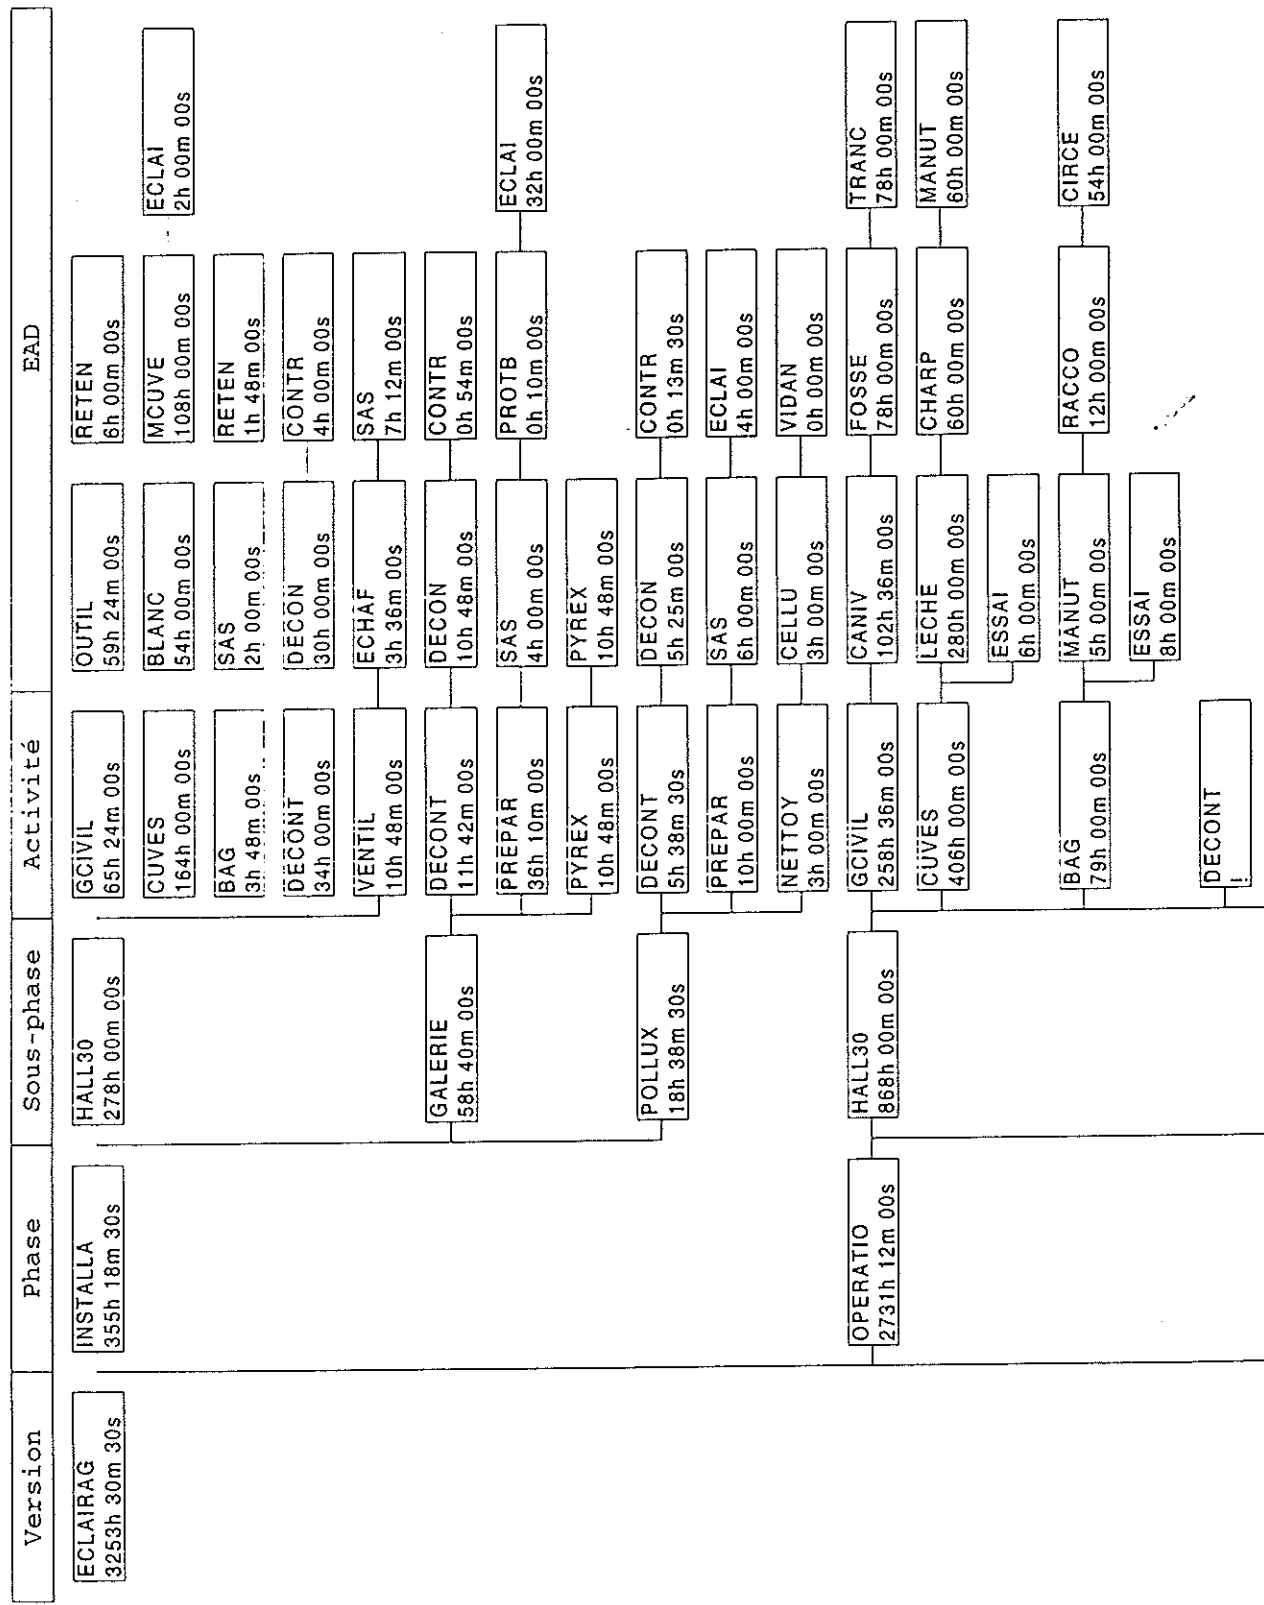 Version
Phase
Sous-phase
Activité
EAD
ECLAIRAG
3253h 30m 30s
INSTALLA
355h 18m 30s
HALL30
278h 00m 00s
GCIVIL
65h 24m 00s
OUTIL
59h 24m 00s
RETEN
6h 00m 00s
CUVES
164h 00m 00s
BLANC
54h 00m 00s
MCUVE
108h 00m 00s
ECLAI
2h 00m 00s
BAG
3h 48m 00s
SAS
2h 00m 00s
RETEN
1h 48m 00s
DECONT
34h 00m 00s
DECON
30h 00m 00s
CONTR
4h 00m 00s
VENTIL
10h 48m 00s
ECHAF
3h 36m 00s
SAS
7h 12m 00s
GALERIE
58h 40m 00s
DECONT
11h 42m 00s
DECON
10h 48m 00s
CONTR
0h 54m 00s
PREPAR
36h 10m 00s
SAS
4h 00m 00s
PROTB
0h 10m 00s
ECLAI
32h 00m 00s
PYREX
10h 48m 00s
PYREX
10h 48m 00s
POLLUX
18h 38m 30s
DECONT
5h 38m 30s
DECON
5h 25m 00s
CONTR
0h 13m 30s
PREPAR
10h 00m 00s
SAS
6h 00m 00s
ECLAI
4h 00m 00s
NETTOY
3h 00m 00s
CELLU
3h 00m 00s
VIDAN
0h 00m 00s
OPERATIO
2731h 12m 00s
HALL30
868h 00m 00s
GCIVIL
258h 36m 00s
CANIV
102h 36m 00s
FOSSE
78h 00m 00s
TRANC
78h 00m 00s
CUVES
406h 00m 00s
LECHE
280h 00m 00s
CHARP
60h 00m 00s
MANUT
60h 00m 00s
ESSAI
6h 00m 00s
BAG
79h 00m 00s
MANUT
5h 00m 00s
RACCO
12h 00m 00s
CIRCE
54h 00m 00s
ESSAI
8h 00m 00s
DECONT